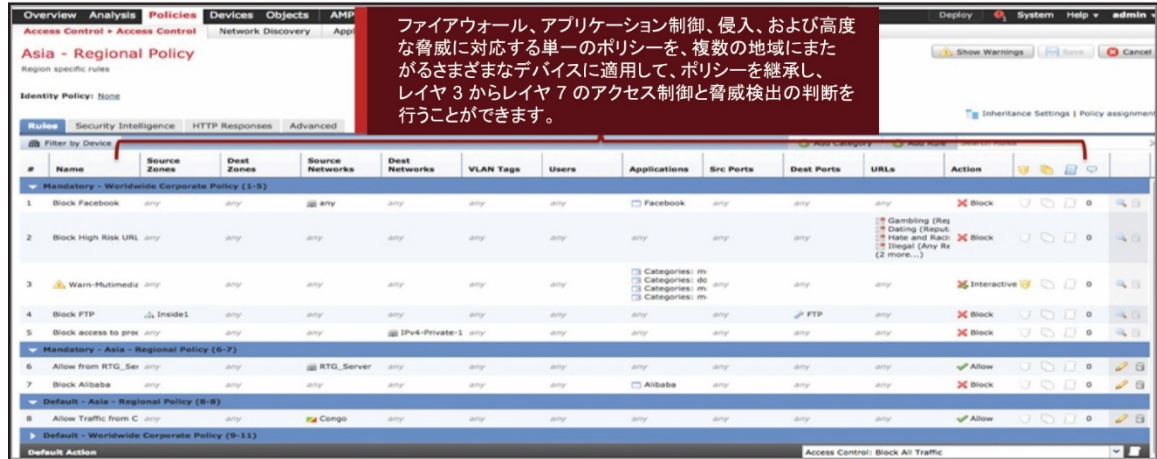 Overview Analysis Policies Devices Objects AMP Deploy System Help admin
Access Control ▸ Access Control Network Discovery
ファイアウォール、アプリケーション制御、侵入、および高度
な脅威に対応する単一のポリシーを、複数の地域にまた
がるさまざまなデバイスに適用して、ポリシーを継承し、
レイヤ 3 からレイヤ 7 のアクセス制御と脅威検出の判断を
行うことができます。
Asia - Regional Policy
Show Warnings Save Cancel
Region specific rules
Identity Policy: None
Inheritance Settings | Policy assignment
Rules Security Intelligence HTTP Responses Advanced
Filter by Device Add Category Add Rule Search Rules
# Name Source Zones Dest Zones Source Networks Dest Networks VLAN Tags Users Applications Src Ports Dest Ports URLs Action
Mandatory - Worldwide Corporate Policy (1-5)
1 Block Facebook any any any any any any Facebook any any any Block 0
2 Block High Risk URL any any any any any any any any any Gambling (Rep Dating (Reput Hate and Raci Illegal (Any Re (2 more...) Block 0
3 Warn-Mutimedia any any any any any any Categories: m Categories: do Categories: m Categories: m any any any Interactive 0
4 Block FTP Inside1 any any any any any any any FTP any Block 0
5 Block access to pro any any any IPv4-Private-1 any any any any any any Block 0
Mandatory - Asia - Regional Policy (6-7)
6 Allow from RTG_Ser any any RTG_Server any any any any any any any Allow 0
7 Block Alibaba any any any any any any Alibaba any any any Block 0
Default - Asia - Regional Policy (8-8)
8 Allow Traffic from C any any Congo any any any any any any any Allow 0
Default - Worldwide Corporate Policy (9-11)
Default Action Access Control: Block All Traffic